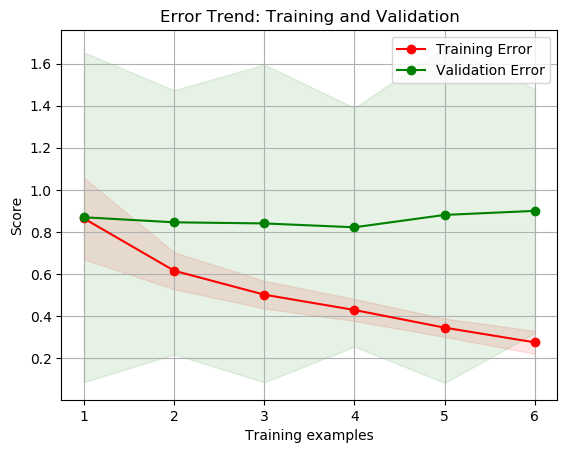 Error Trend: Training and Validation
Training Error
Validation Error
1.6
1.4
1.2
1.0
0.8
0.6
0.4
0.2
Score
1 2 3 4 5 6
Training examples